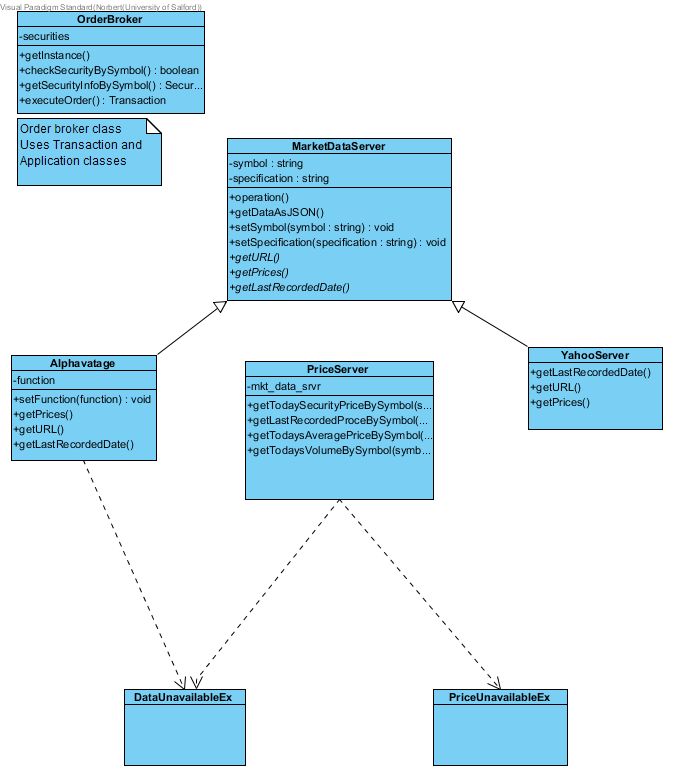 Visual Paradigm Standard(Norbert(University of Salford))
OrderBroker
-securities
+getInstance()
+checkSecurityBySymbol() : boolean
+getSecurityInfoBySymbol() : Secur...
+executeOrder() : Transaction
Order broker class
Uses Transaction and
Application classes
MarketDataServer
-symbol : string
-specification : string
+operation()
+getDataAsJSON()
+setSymbol(symbol : string) : void
+setSpecification(specification : string) : void
+getURL()
+getPrices()
+getLastRecordedDate()
Alphavatage
-function
+setFunction(function) : void
+getPrices()
+getURL()
+getLastRecordedDate()
PriceServer
-mkt_data_srvr
+getTodaySecurityPriceBySymbol(s...
+getLastRecordedProceBySymbol(...
+getTodaysAveragePriceBySymbol(...
+getTodaysVolumeBySymbol(symb...
YahooServer
+getLastRecordedDate()
+getURL()
+getPrices()
DataUnavailableEx
PriceUnavailableEx